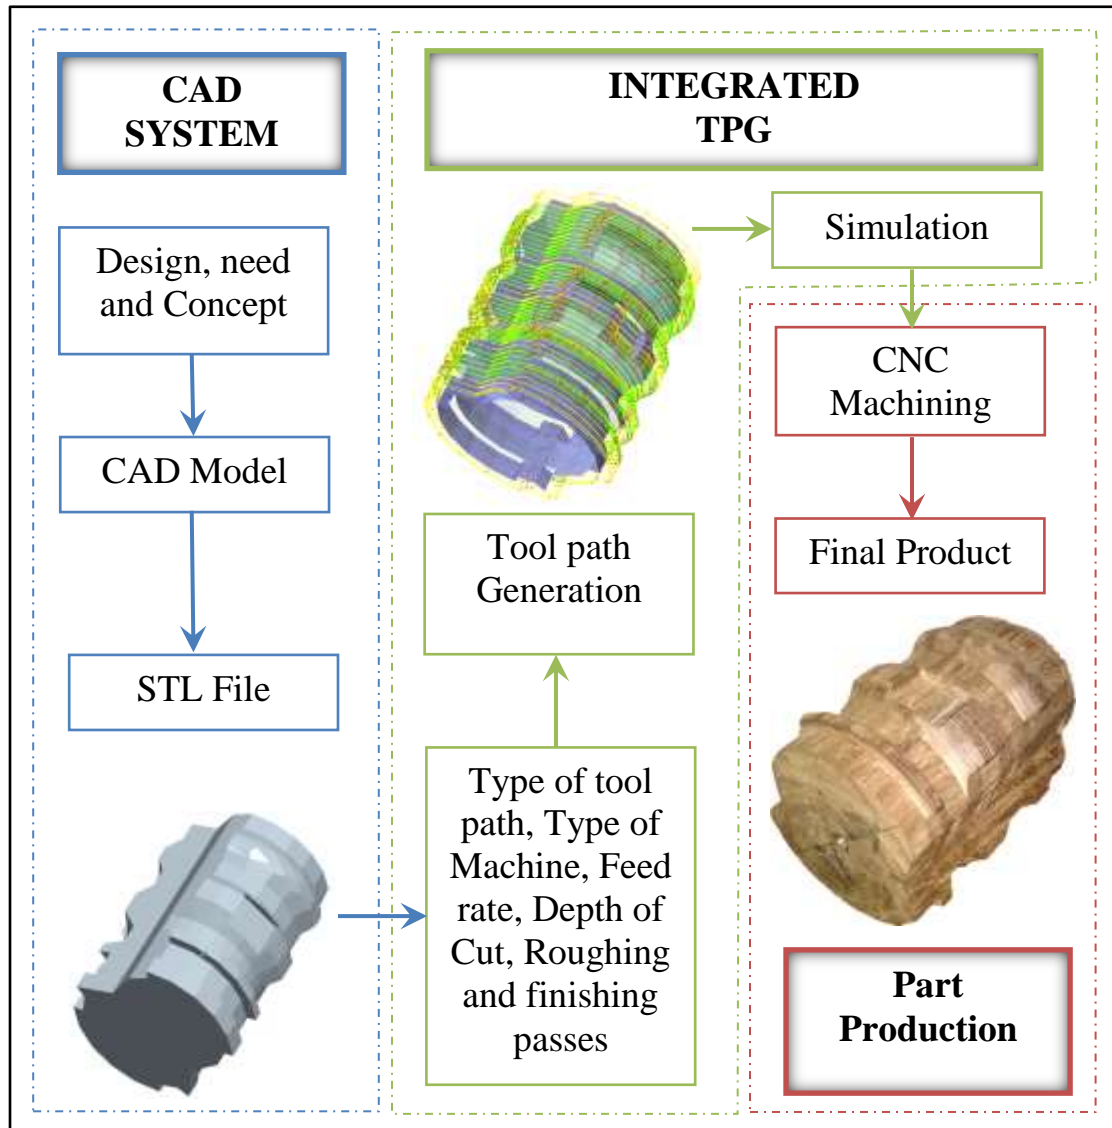 CAD
SYSTEM
Design, need
and Concept
CAD Model
STL File
INTEGRATED
TPG
Simulation
Tool path
Generation
Type of tool
path, Type of
Machine, Feed
rate, Depth of
Cut, Roughing
and finishing
passes
CNC
Machining
Final Product
Part
Production